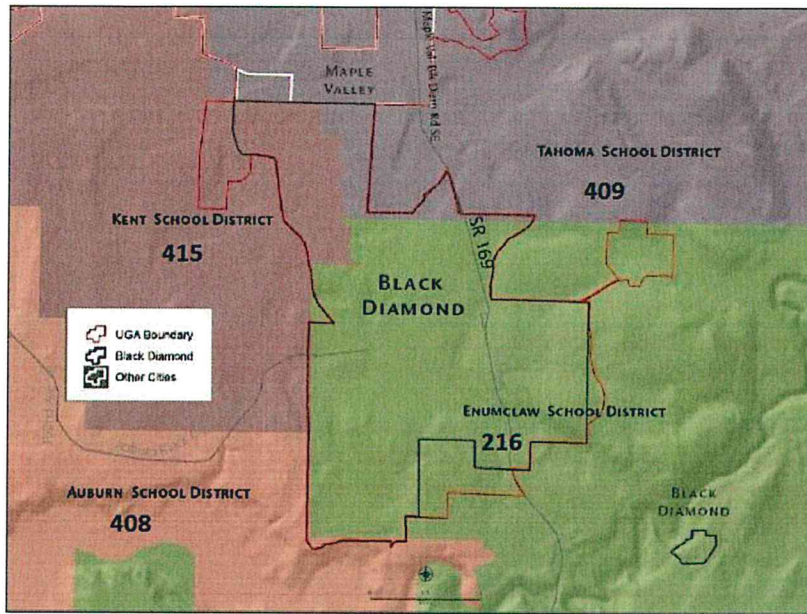 MAPLE
VALLEY
TAHOMA SCHOOL DISTRICT
409
KENT SCHOOL DISTRICT
415
SR 169
BLACK
DIAMOND
UGA Boundary
Black Diamond
Other Cities
ENUMCLAW SCHOOL DISTRICT
216
AUBURN SCHOOL DISTRICT
408
BLACK
DIAMOND